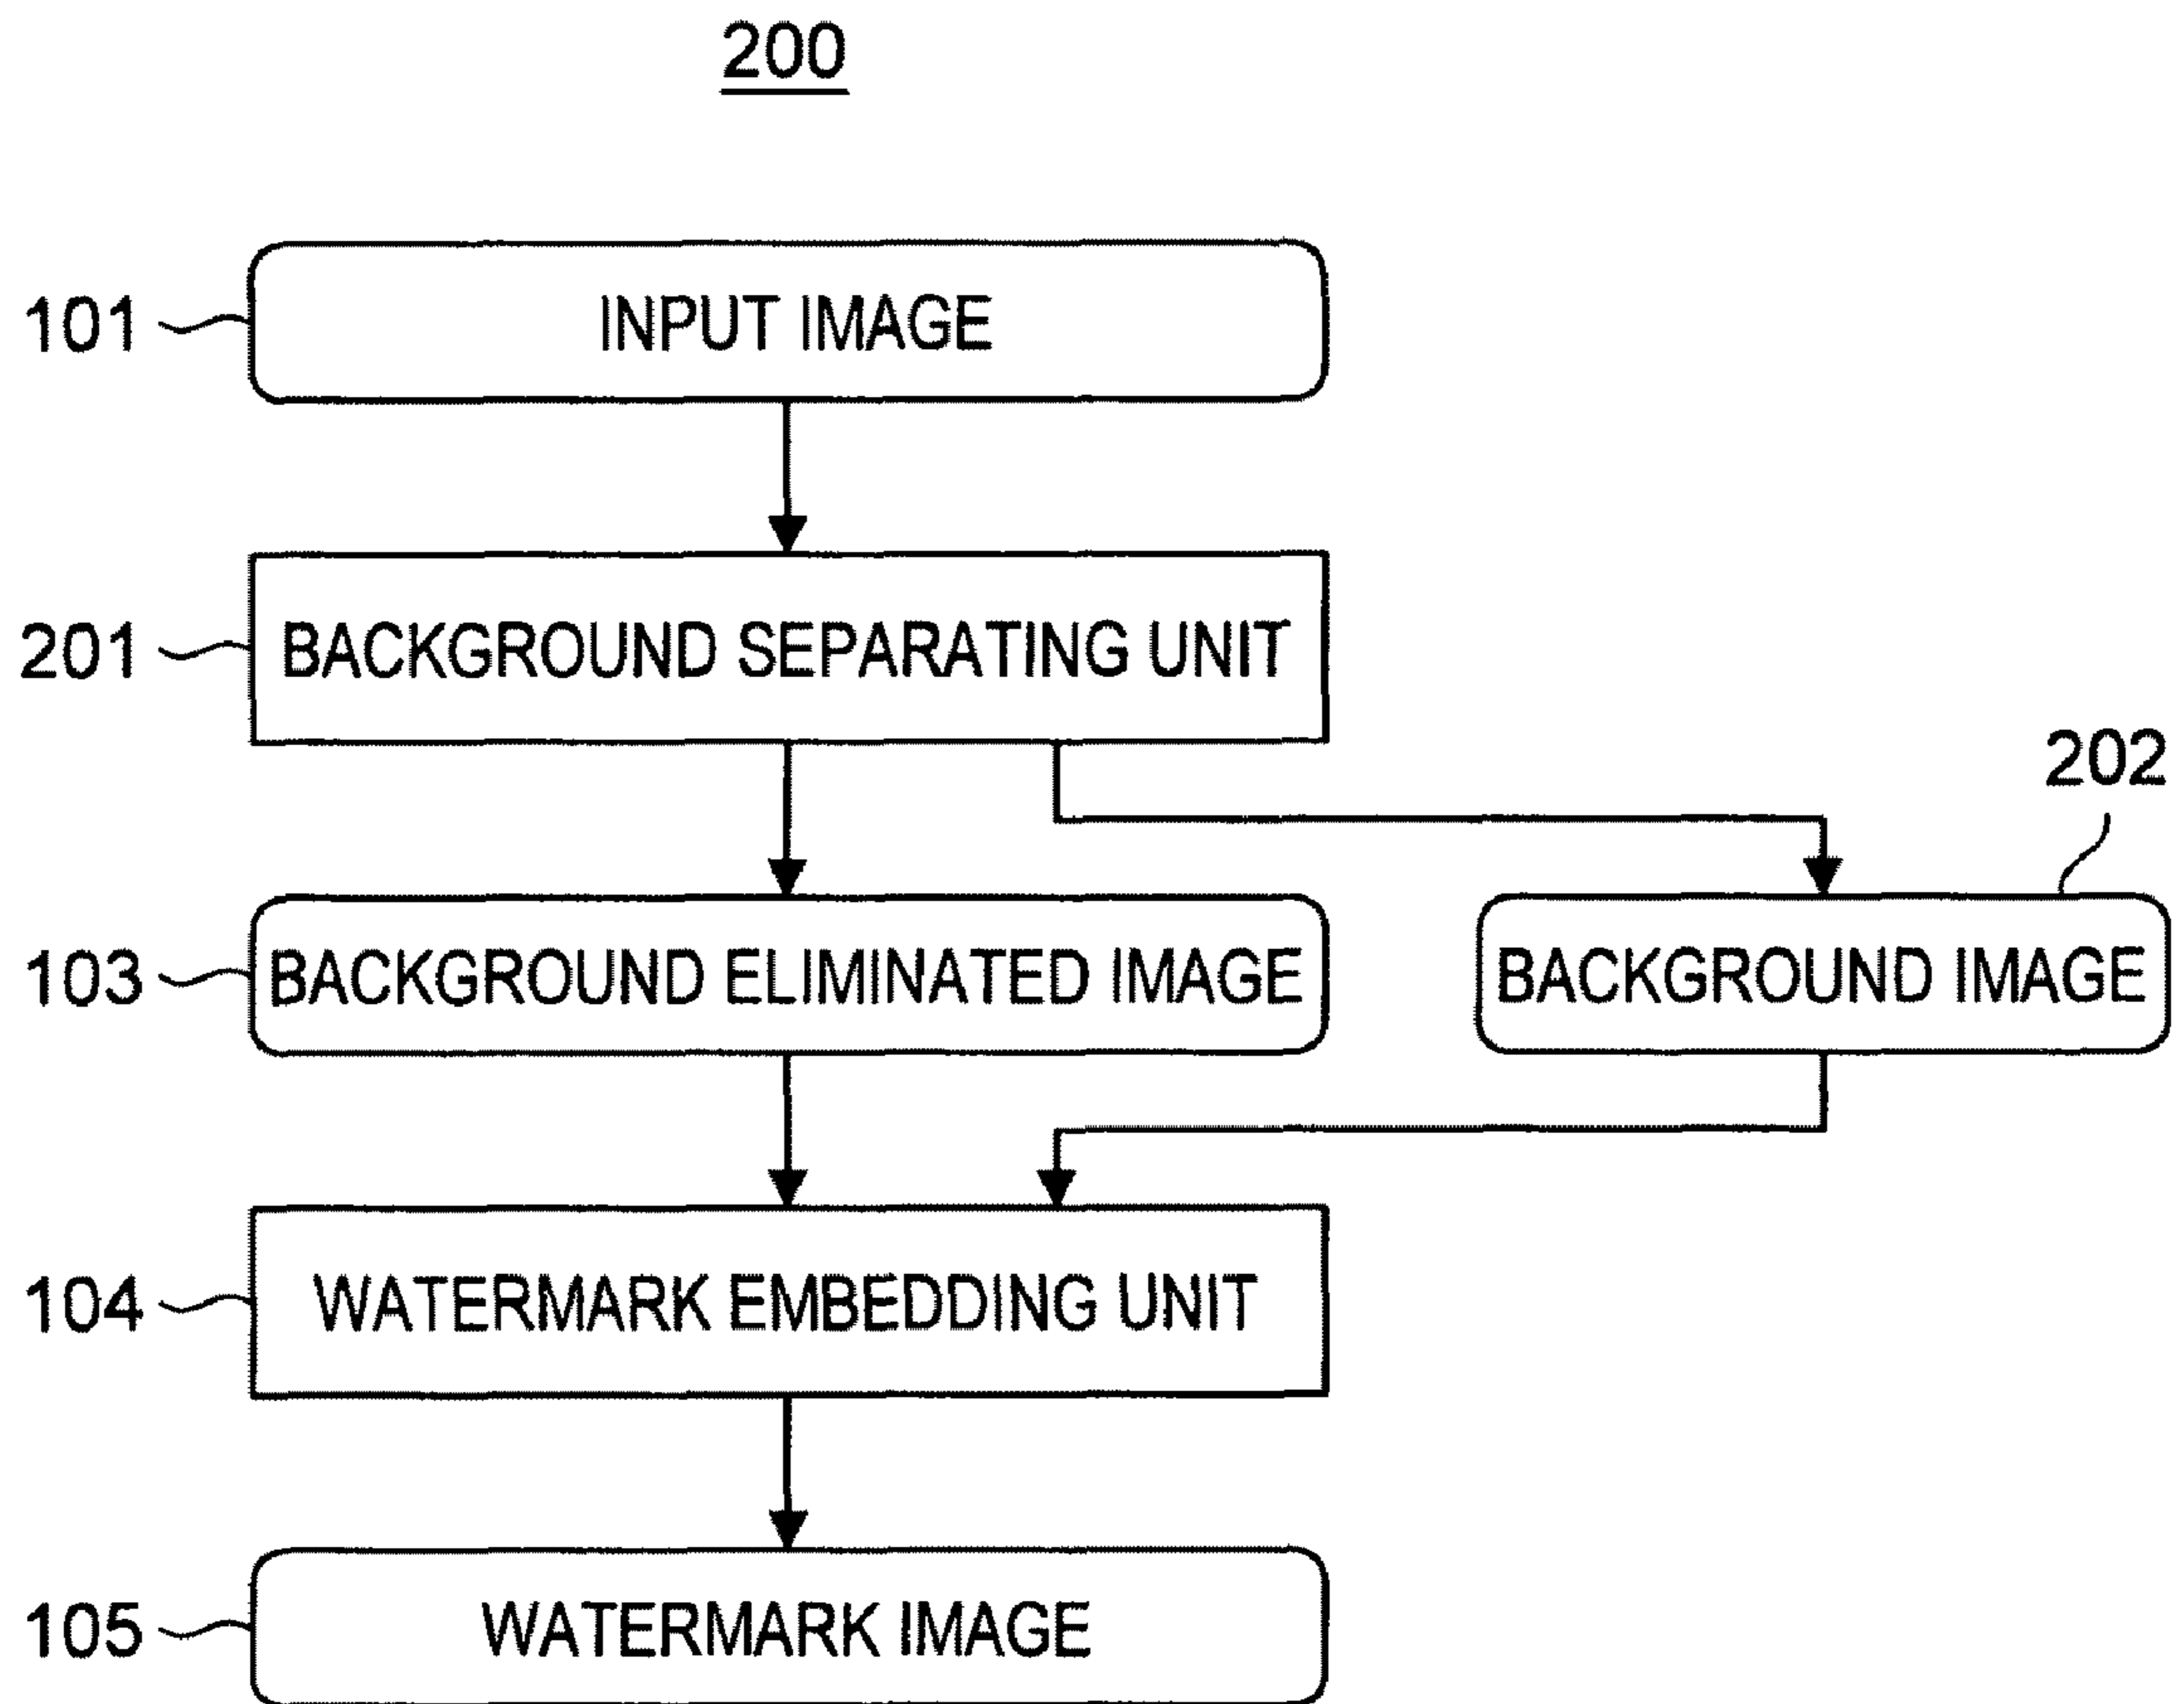 200
101 INPUT IMAGE
201 BACKGROUND SEPARATING UNIT
202
103 BACKGROUND ELIMINATED IMAGE BACKGROUND IMAGE
104 WATERMARK EMBEDDING UNIT
105 WATERMARK IMAGE